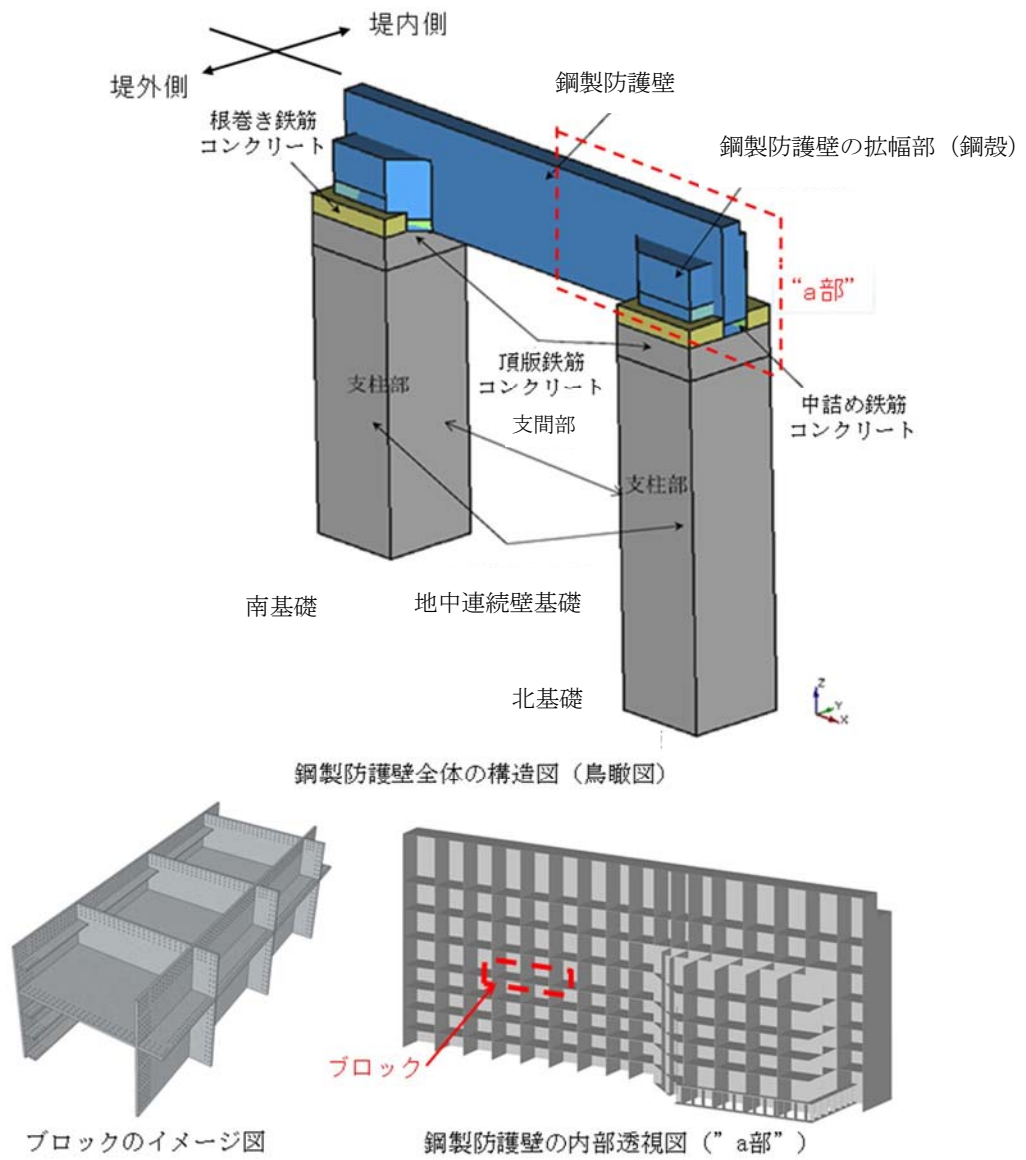 堤内側
堤外側
鋼製防護壁
根巻き鉄筋
コンクリート
鋼製防護壁の拡幅部（鋼殻）
“a部”
頂版鉄筋
コンクリート
支柱部
支間部
中詰め鉄筋
コンクリート
支柱部
南基礎
地中連続壁基礎
北基礎
Z
Y
X
鋼製防護壁全体の構造図（鳥瞰図）
ブロック
ブロックのイメージ図
鋼製防護壁の内部透視図（”a部”）